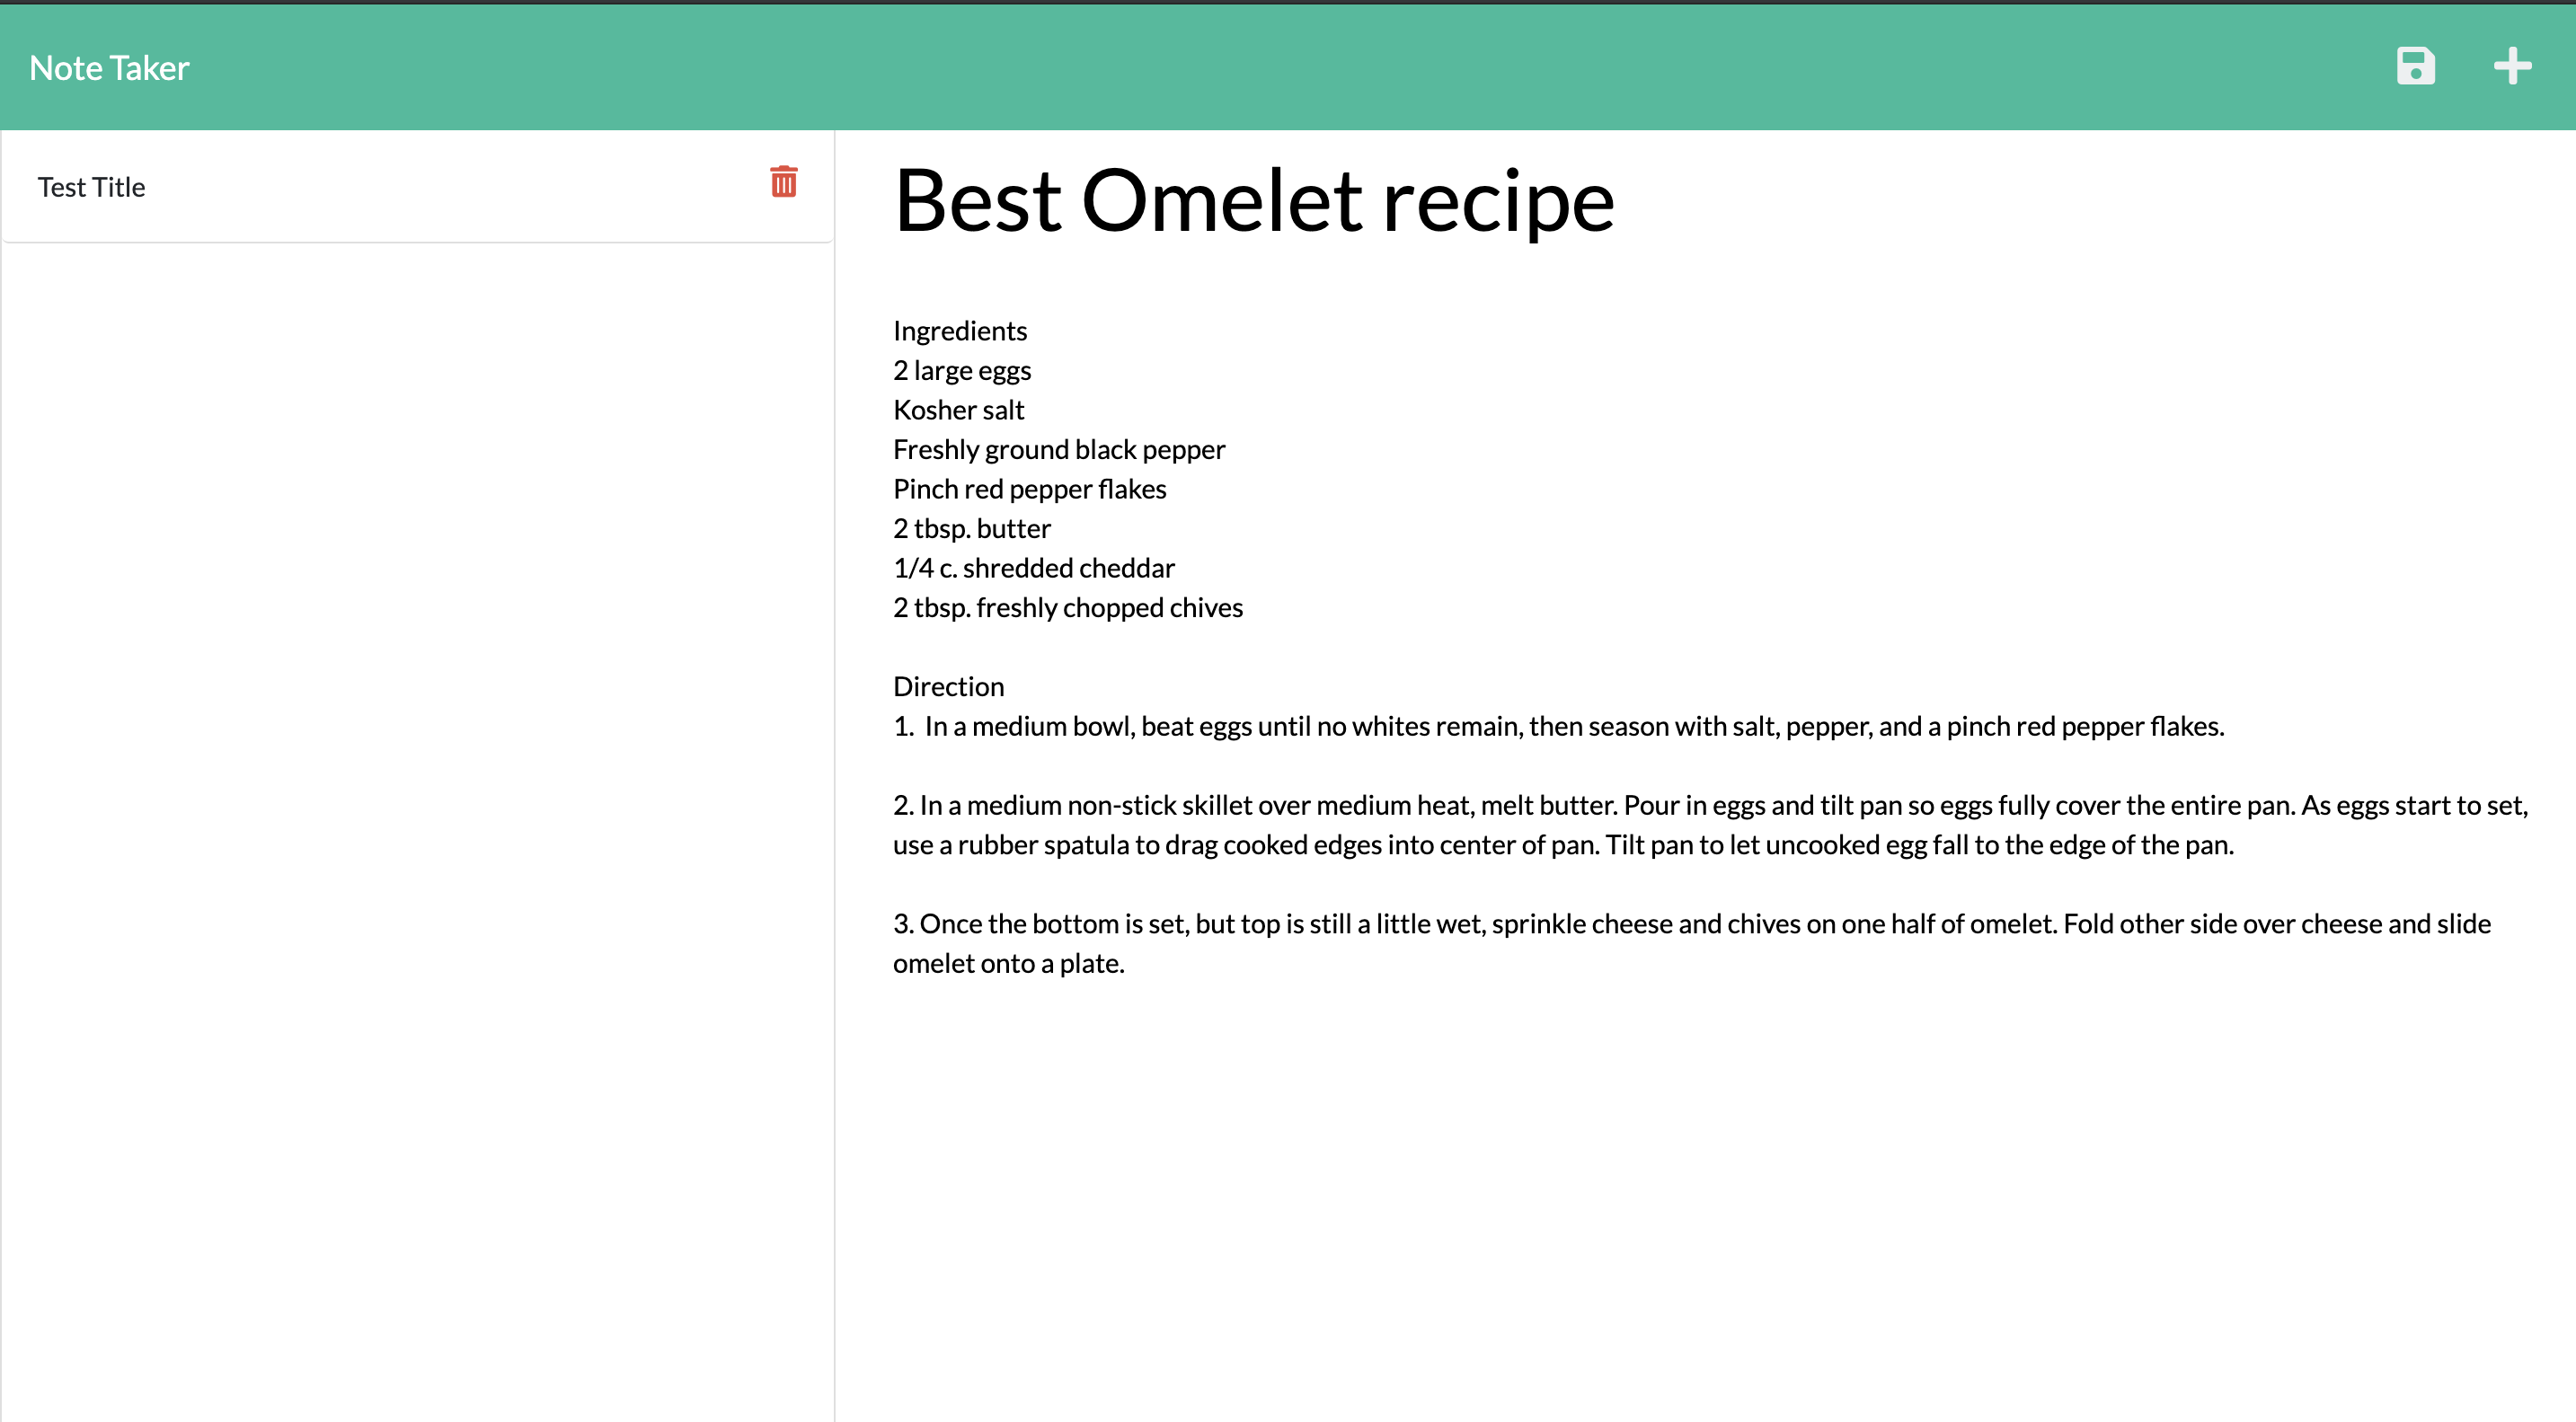 Note Taker
Test Title
Best Omelet recipe
Ingredients
2 large eggs
Kosher salt
Freshly ground black pepper
Pinch red pepper flakes
2 tbsp. butter
1/4 c. shredded cheddar
2 tbsp. freshly chopped chives
Direction
1.  In a medium bowl, beat eggs until no whites remain, then season with salt, pepper, and a pinch red pepper flakes.
2. In a medium non-stick skillet over medium heat, melt butter. Pour in eggs and tilt pan so eggs fully cover the entire pan. As eggs start to set,
use a rubber spatula to drag cooked edges into center of pan. Tilt pan to let uncooked egg fall to the edge of the pan.
3. Once the bottom is set, but top is still a little wet, sprinkle cheese and chives on one half of omelet. Fold other side over cheese and slide
omelet onto a plate.